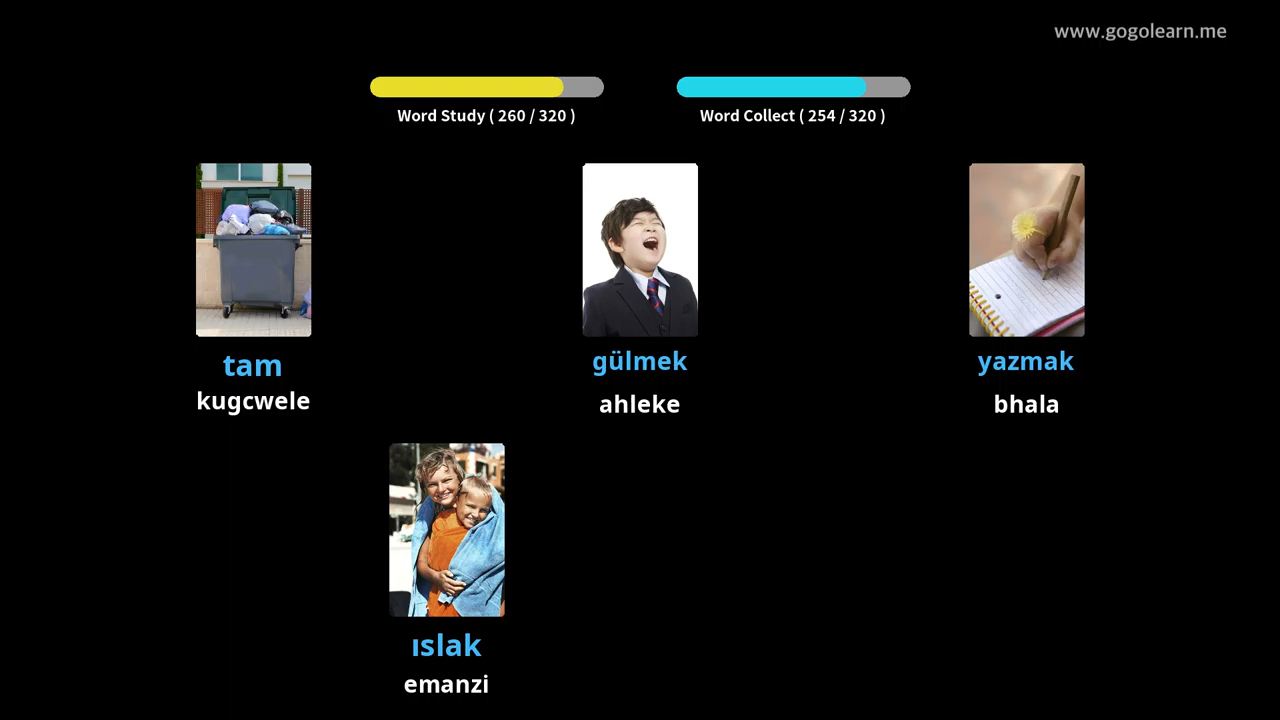 www.gogolearn.me
Word Study ( 260 / 320 )
Word Collect ( 254 / 320 )
tam
kugcwele
gülmek
ahleke
yazmak
bhala
ıslak
emanzi